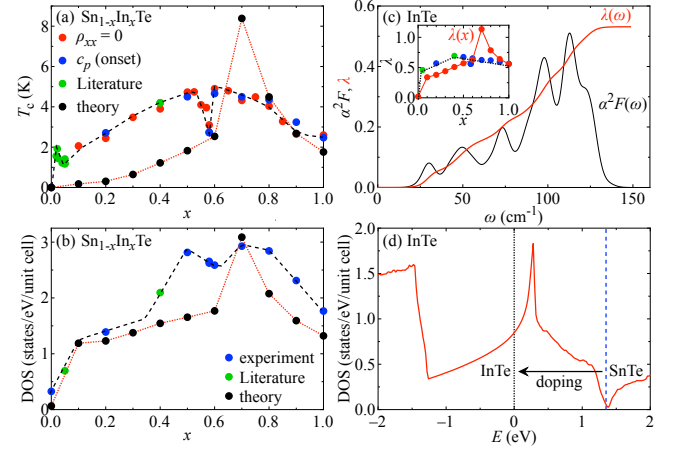 (a) Sn1-xInxTe
ρxx = 0
cp (onset)
Literature
theory
Tc (K)
8
6
4
2
0
0.0 0.2 0.4 0.6 0.8 1.0
x
(b) Sn1-xInxTe
experiment
Literature
theory
DOS (states/eV/unit cell)
3
2
1
0
0.0 0.2 0.4 0.6 0.8 1.0
x
(c) InTe
λ(ω)
α²F(ω)
α²F, λ
0.6
0.4
0.2
0.0
0 50 100 150
ω (cm⁻¹)
λ(x)
λ
1.0
0.5
0.0
0.0 0.5 1.0
x
(d) InTe
InTe
doping
SnTe
DOS (states/eV/unit cell)
2.0
1.5
1.0
0.5
0.0
−2 −1 0 1 2
E (eV)